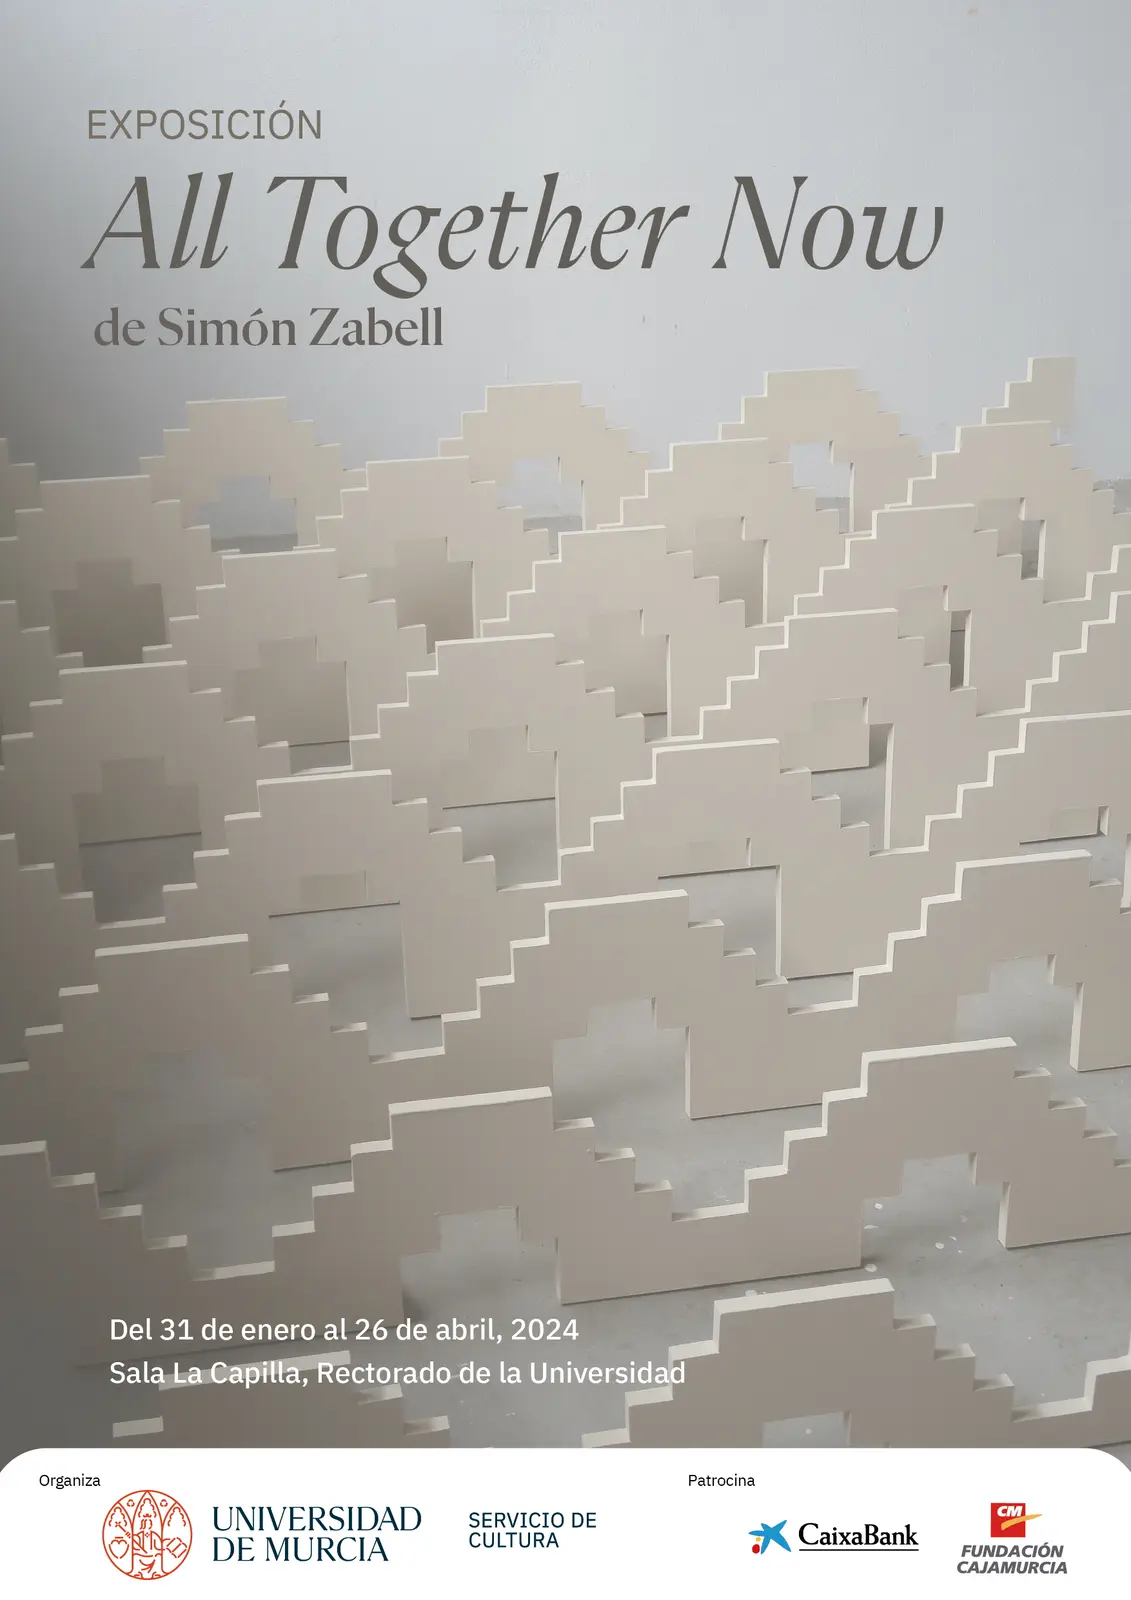 EXPOSICIÓN
All Together Now
de Simón Zabell
Del 31 de enero al 26 de abril, 2024
Sala La Capilla, Rectorado de la Universidad
Organiza
Patrocina
UNIVERSIDAD
DE MURCIA
SERVICIO DE
CULTURA
CaixaBank
CM
FUNDACIÓN
CAJAMURCIA